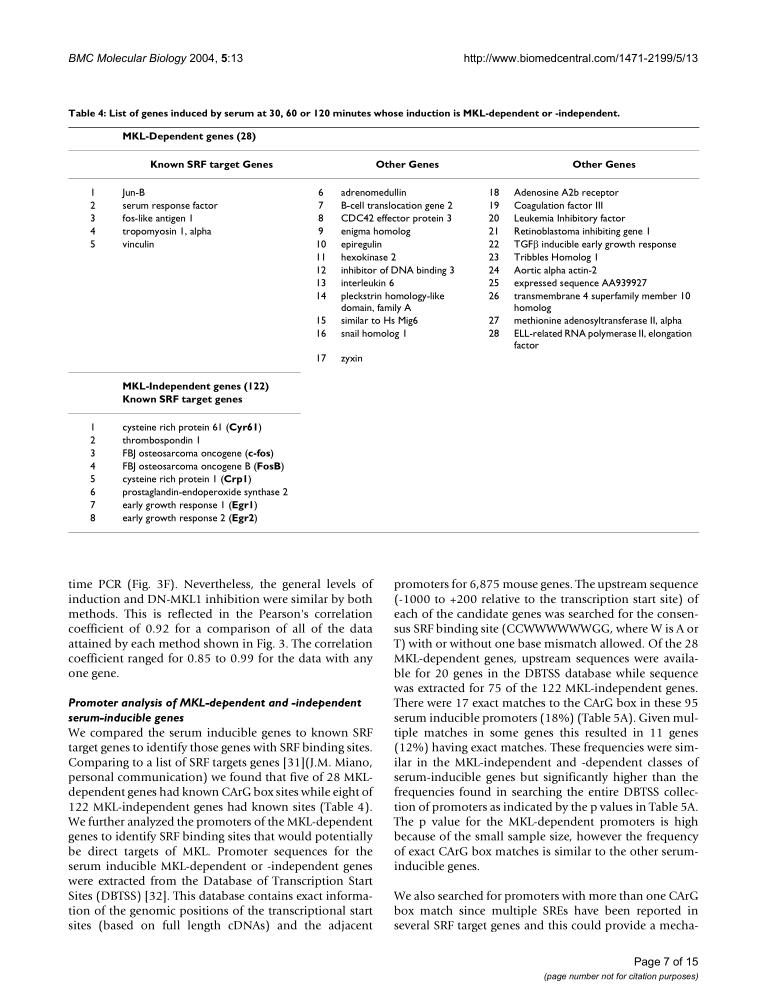 BMC Molecular Biology 2004, 5:13
http://www.biomedcentral.com/1471-2199/5/13
Table 4: List of genes induced by serum at 30, 60 or 120 minutes whose induction is MKL-dependent or -independent.
MKL-Dependent genes (28)
Known SRF target Genes Other Genes Other Genes
1 Jun-B 6 adrenomedullin 18 Adenosine A2b receptor
2 serum response factor 7 B-cell translocation gene 2 19 Coagulation factor III
3 fos-like antigen 1 8 CDC42 effector protein 3 20 Leukemia Inhibitory factor
4 tropomyosin 1, alpha 9 enigma homolog 21 Retinoblastoma inhibiting gene 1
5 vinculin 10 epiregulin 22 TGFβ inducible early growth response
11 hexokinase 2 23 Tribbles Homolog 1
12 inhibitor of DNA binding 3 24 Aortic alpha actin-2
13 interleukin 6 25 expressed sequence AA939927
14 pleckstrin homology-like 26 transmembrane 4 superfamily member 10
domain, family A homolog
15 similar to Hs Mig6 27 methionine adenosyltransferase II, alpha
16 snail homolog 1 28 ELL-related RNA polymerase II, elongation
factor
17 zyxin
MKL-Independent genes (122)
Known SRF target genes
1 cysteine rich protein 61 (Cyr61)
2 thrombospondin 1
3 FBJ osteosarcoma oncogene (c-fos)
4 FBJ osteosarcoma oncogene B (FosB)
5 cysteine rich protein 1 (Crp1)
6 prostaglandin-endoperoxide synthase 2
7 early growth response 1 (Egr1)
8 early growth response 2 (Egr2)
time PCR (Fig. 3F). Nevertheless, the general levels of
induction and DN-MKL1 inhibition were similar by both
methods. This is reflected in the Pearson's correlation
coefficient of 0.92 for a comparison of all of the data
attained by each method shown in Fig. 3. The correlation
coefficient ranged for 0.85 to 0.99 for the data with any
one gene.
Promoter analysis of MKL-dependent and -independent
serum-inducible genes
We compared the serum inducible genes to known SRF
target genes to identify those genes with SRF binding sites.
Comparing to a list of SRF targets genes [31](J.M. Miano,
personal communication) we found that five of 28 MKL-
dependent genes had known CArG box sites while eight of
122 MKL-independent genes had known sites (Table 4).
We further analyzed the promoters of the MKL-dependent
genes to identify SRF binding sites that would potentially
be direct targets of MKL. Promoter sequences for the
serum inducible MKL-dependent or -independent genes
were extracted from the Database of Transcription Start
Sites (DBTSS) [32]. This database contains exact informa-
tion of the genomic positions of the transcriptional start
sites (based on full length cDNAs) and the adjacent
promoters for 6,875 mouse genes. The upstream sequence
(-1000 to +200 relative to the transcription start site) of
each of the candidate genes was searched for the consen-
sus SRF binding site (CCWWWWWWGG, where W is A or
T) with or without one base mismatch allowed. Of the 28
MKL-dependent genes, upstream sequences were availa-
ble for 20 genes in the DBTSS database while sequence
was extracted for 75 of the 122 MKL-independent genes.
There were 17 exact matches to the CArG box in these 95
serum inducible promoters (18%) (Table 5A). Given mul-
tiple matches in some genes this resulted in 11 genes
(12%) having exact matches. These frequencies were sim-
ilar in the MKL-independent and -dependent classes of
serum-inducible genes but significantly higher than the
frequencies found in searching the entire DBTSS collec-
tion of promoters as indicated by the p values in Table 5A.
The p value for the MKL-dependent promoters is high
because of the small sample size, however the frequency
of exact CArG box matches is similar to the other serum-
inducible genes.
We also searched for promoters with more than one CArG
box match since multiple SREs have been reported in
several SRF target genes and this could provide a mecha-
Page 7 of 15
(page number not for citation purposes)